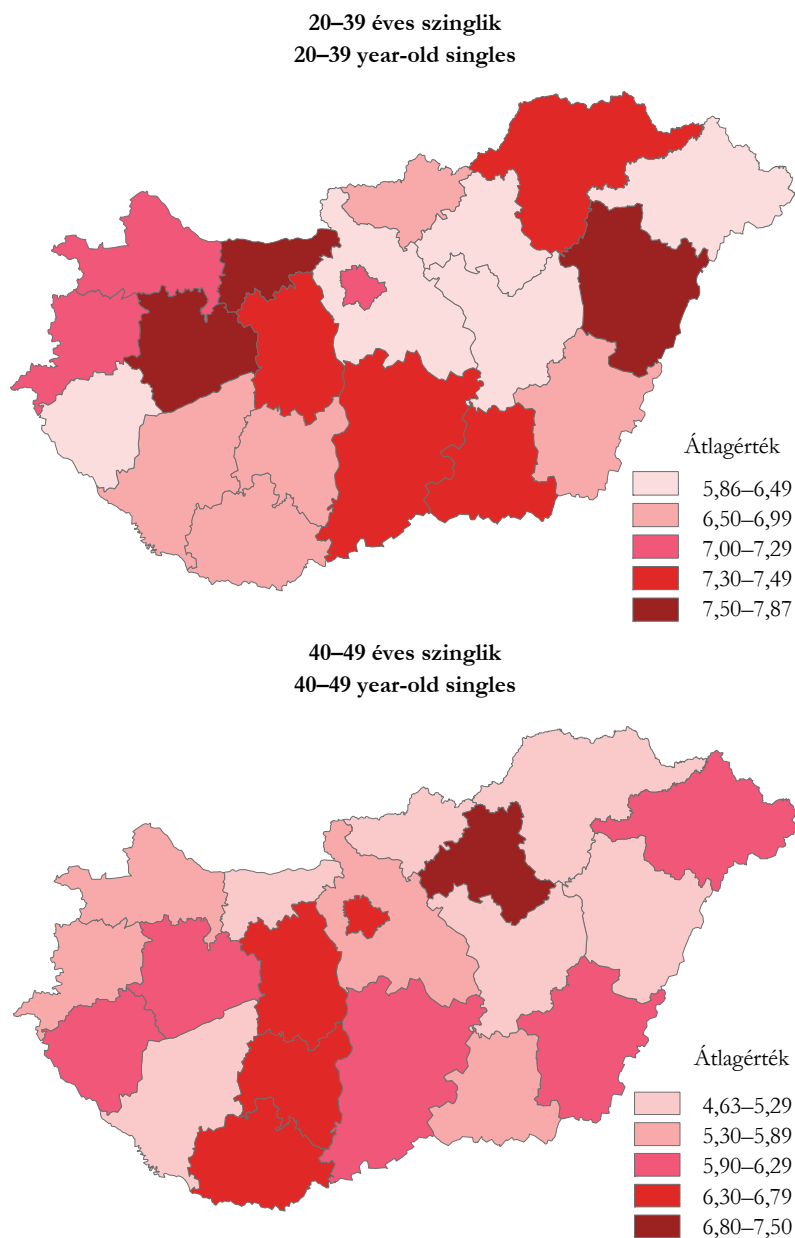 20–39 éves szinglik
20–39 year-old singles
Átlagérték
5,86–6,49
6,50–6,99
7,00–7,29
7,30–7,49
7,50–7,87
40–49 éves szinglik
40–49 year-old singles
Átlagérték
4,63–5,29
5,30–5,89
5,90–6,29
6,30–6,79
6,80–7,50